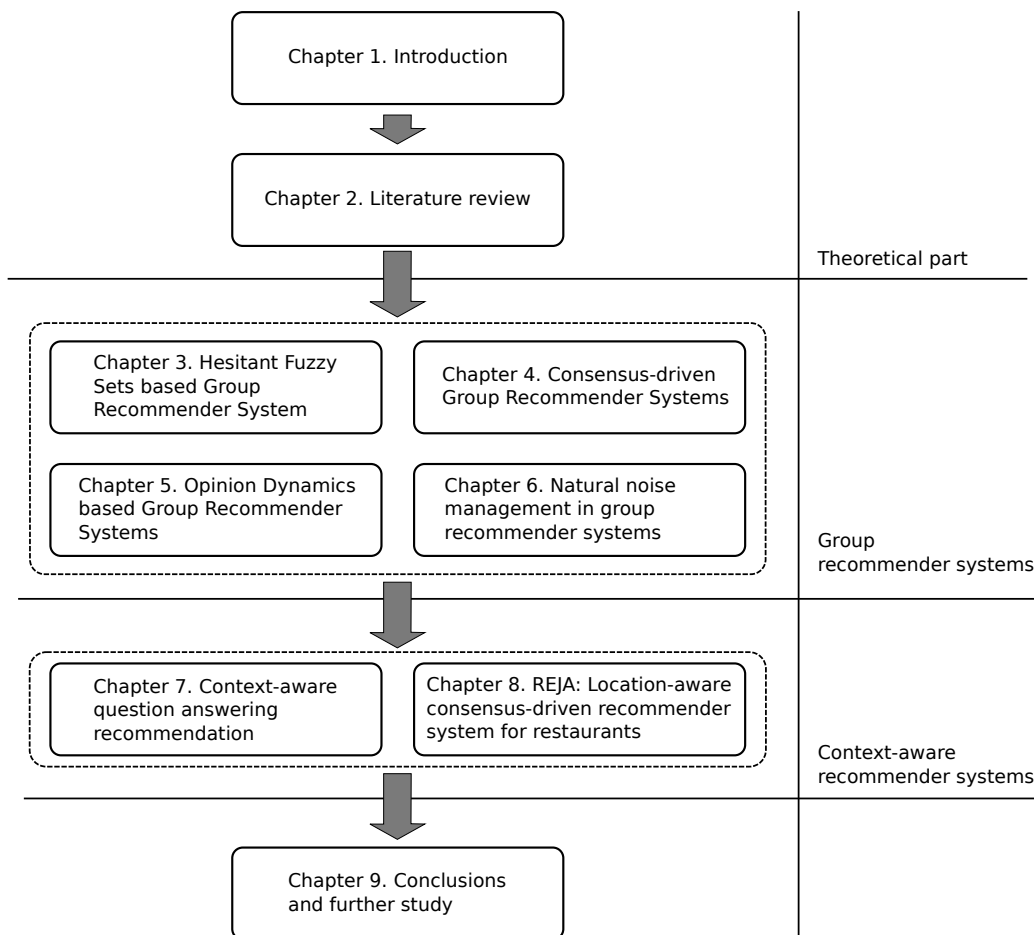 Chapter 1. Introduction
Chapter 2. Literature review
Theoretical part
Chapter 3. Hesitant Fuzzy
Sets based Group
Recommender System
Chapter 4. Consensus-driven
Group Recommender Systems
Chapter 5. Opinion Dynamics
based Group Recommender
Systems
Chapter 6. Natural noise
management in group
recommender systems
Group
recommender systems
Chapter 7. Context-aware
question answering
recommendation
Chapter 8. REJA: Location-aware
consensus-driven recommender
system for restaurants
Context-aware
recommender systems
Chapter 9. Conclusions
and further study